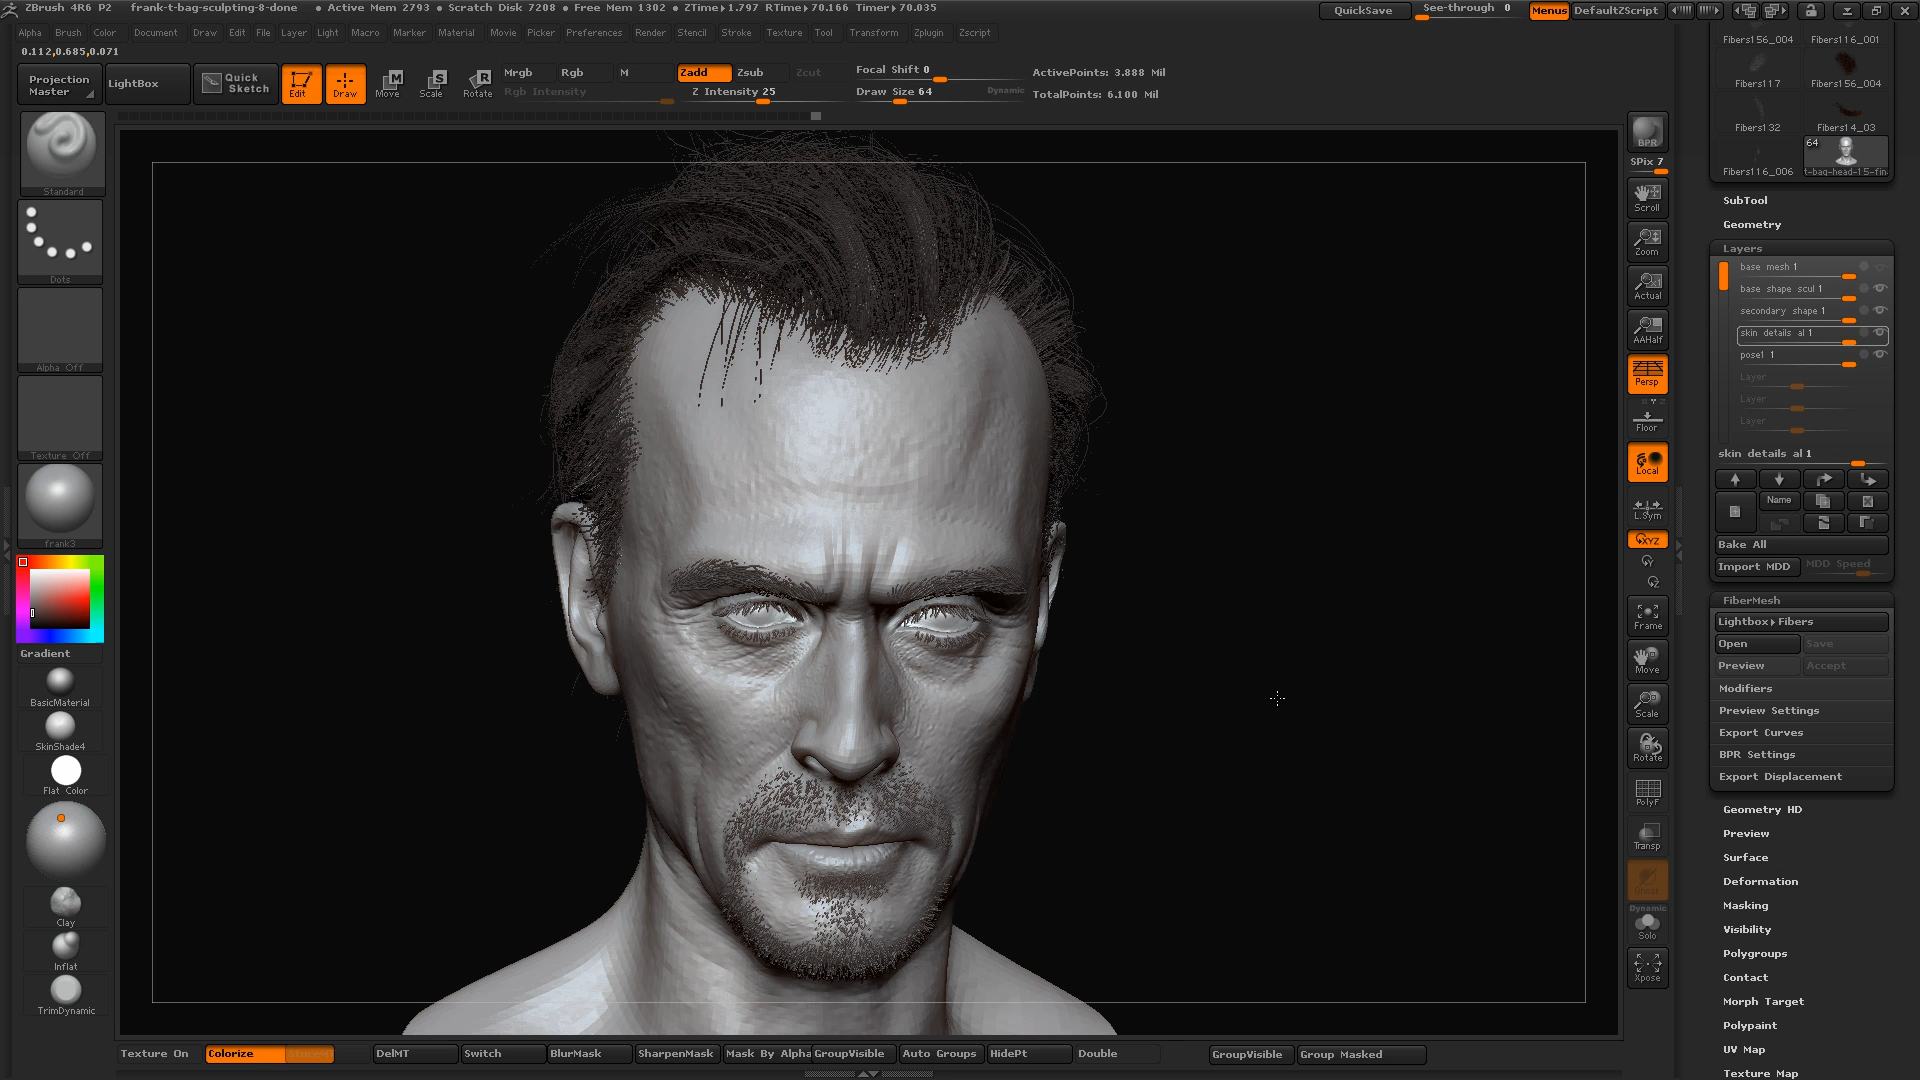 ZBrush 4R6 P2 frank-t-bag-sculpting-8-done • Active Mem 2793 • Scratch Disk 7208 • Free Mem 1302 • ZTime▸1.797 RTime▸70.166 Timer▸70.035 QuickSave See-through 0 Menus DefaultZScript
Alpha Brush Color Document Draw Edit File Layer Light Macro Marker Material Movie Picker Preferences Render Stencil Stroke Texture Tool Transform Zplugin Zscript
0.112,0.685,0.071
Projection Master
LightBox
Quick Sketch
Edit
Draw
Move
Scale
Rotate
Mrgb Rgb M Zadd Zsub Zcut
Rgb Intensity Z Intensity 25
Focal Shift 0
Draw Size 64 Dynamic
ActivePoints: 3.888 Mil
TotalPoints: 6.100 Mil
Standard
Dots
Alpha Off
Texture Off
frank3
Gradient
BasicMaterial
SkinShade4
Flat Color
Clay
Inflat
TrimDynamic
BPR
SPix 7
Scroll
Zoom
Actual
AAHalf
Persp
Floor
Local
L.Sym
XYZ
Y
Z
Frame
Move
Scale
Rotate
PolyF
Transp
Ghost
Dynamic
Solo
Xpose
Fibers156_004 Fibers116_001
Fibers117 Fibers156_004
Fibers132 Fibers14_03
64
Fibers116_006 t-bag-head-15-fin
SubTool
Geometry
Layers
base mesh 1
base shape scul 1
secondary shape 1
skin details al 1
pose1 1
Layer
Layer
Layer
skin details al 1
Name
Bake All
Import MDD MDD Speed
FiberMesh
Lightbox▸Fibers
Open Save
Preview Accept
Modifiers
Preview Settings
Export Curves
BPR Settings
Export Displacement
Geometry HD
Preview
Surface
Deformation
Masking
Visibility
Polygroups
Contact
Morph Target
Polypaint
UV Map
Texture Map
Texture On Colorize DelMT Switch BlurMask SharpenMask Mask By Alpha GroupVisible Auto Groups HidePt Double GroupVisible Group Masked